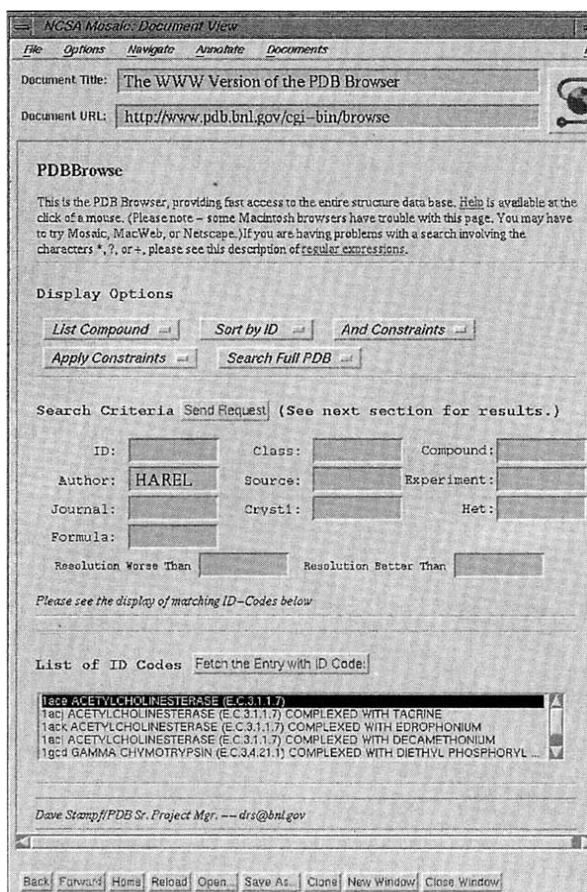 NCSA Mosaic: Document View
File Options Navigate Annotate Documents
Document Title: The WWW Version of the PDB Browser
Document URL: http://www.pdb.bnl.gov/cgi-bin/browse
PDBBrowse
This is the PDB Browser, providing fast access to the entire structure data base. Help is available at the
click of a mouse. (Please note – some Macintosh browsers have trouble with this page. You may have
to try Mosaic, MacWeb, or Netscape.)If you are having problems with a search involving the
characters *, ?, or +, please see this description of regular expressions.
Display Options
List Compound Sort by ID And Constraints
Apply Constraints Search Full PDB
Search Criteria Send Request (See next section for results.)
ID: Class: Compound:
Author: HAREL Source: Experiment:
Journal: Cryst1: Het:
Formula:
Resolution Worse Than Resolution Better Than
Please see the display of matching ID-Codes below
List of ID Codes Fetch the Entry with ID Code:
1ace ACETYLCHOLINESTERASE (E.C.3.1.1.7)
1acj ACETYLCHOLINESTERASE (E.C.3.1.1.7) COMPLEXED WITH TACRINE
1ack ACETYLCHOLINESTERASE (E.C.3.1.1.7) COMPLEXED WITH EDROPHONIUM
1acl ACETYLCHOLINESTERASE (E.C.3.1.1.7) COMPLEXED WITH DECAMETHONIUM
1gcd GAMMA CHYMOTRYPSIN (E.C.3.4.21.1) COMPLEXED WITH DIETHYL PHOSPHORYL ...
Dave Stampf/PDB Sr. Project Mgr. -- drs@bnl.gov
Back Forward Home Reload Open... Save As... Clone New Window Close Window